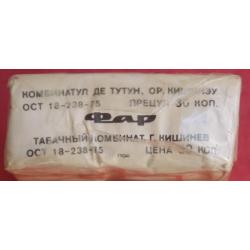 КОМБИНАТУЛ ДЕ ТУТУН, ОР. КИШИНЭУ
ОСТ 18-238-75 ПРЕЦУЛ 30 КОП.
Фар
ТАБАЧНЫЙ КОМБИНАТ, Г. КИШИНЕВ
ОСТ 18-238-75 ЦЕНА 30 КОП.